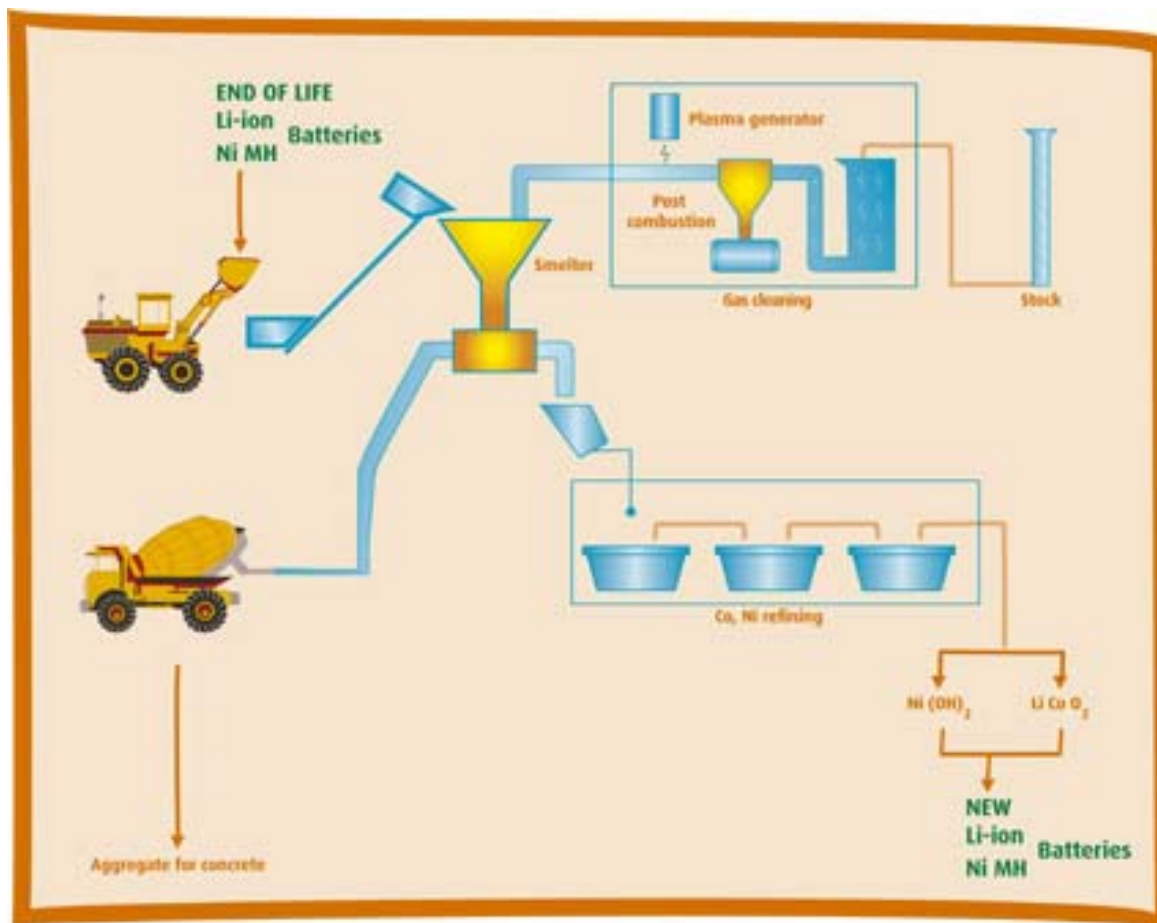 END OF LIFE
Li-ion
Ni MH
Batteries
Plasma generator
Post
combustion
Smelter
Gas cleaning
Stock
Co, Ni refining
Ni (OH)2
Li Co O2
NEW
Li-ion
Ni MH
Batteries
Aggregate for concrete